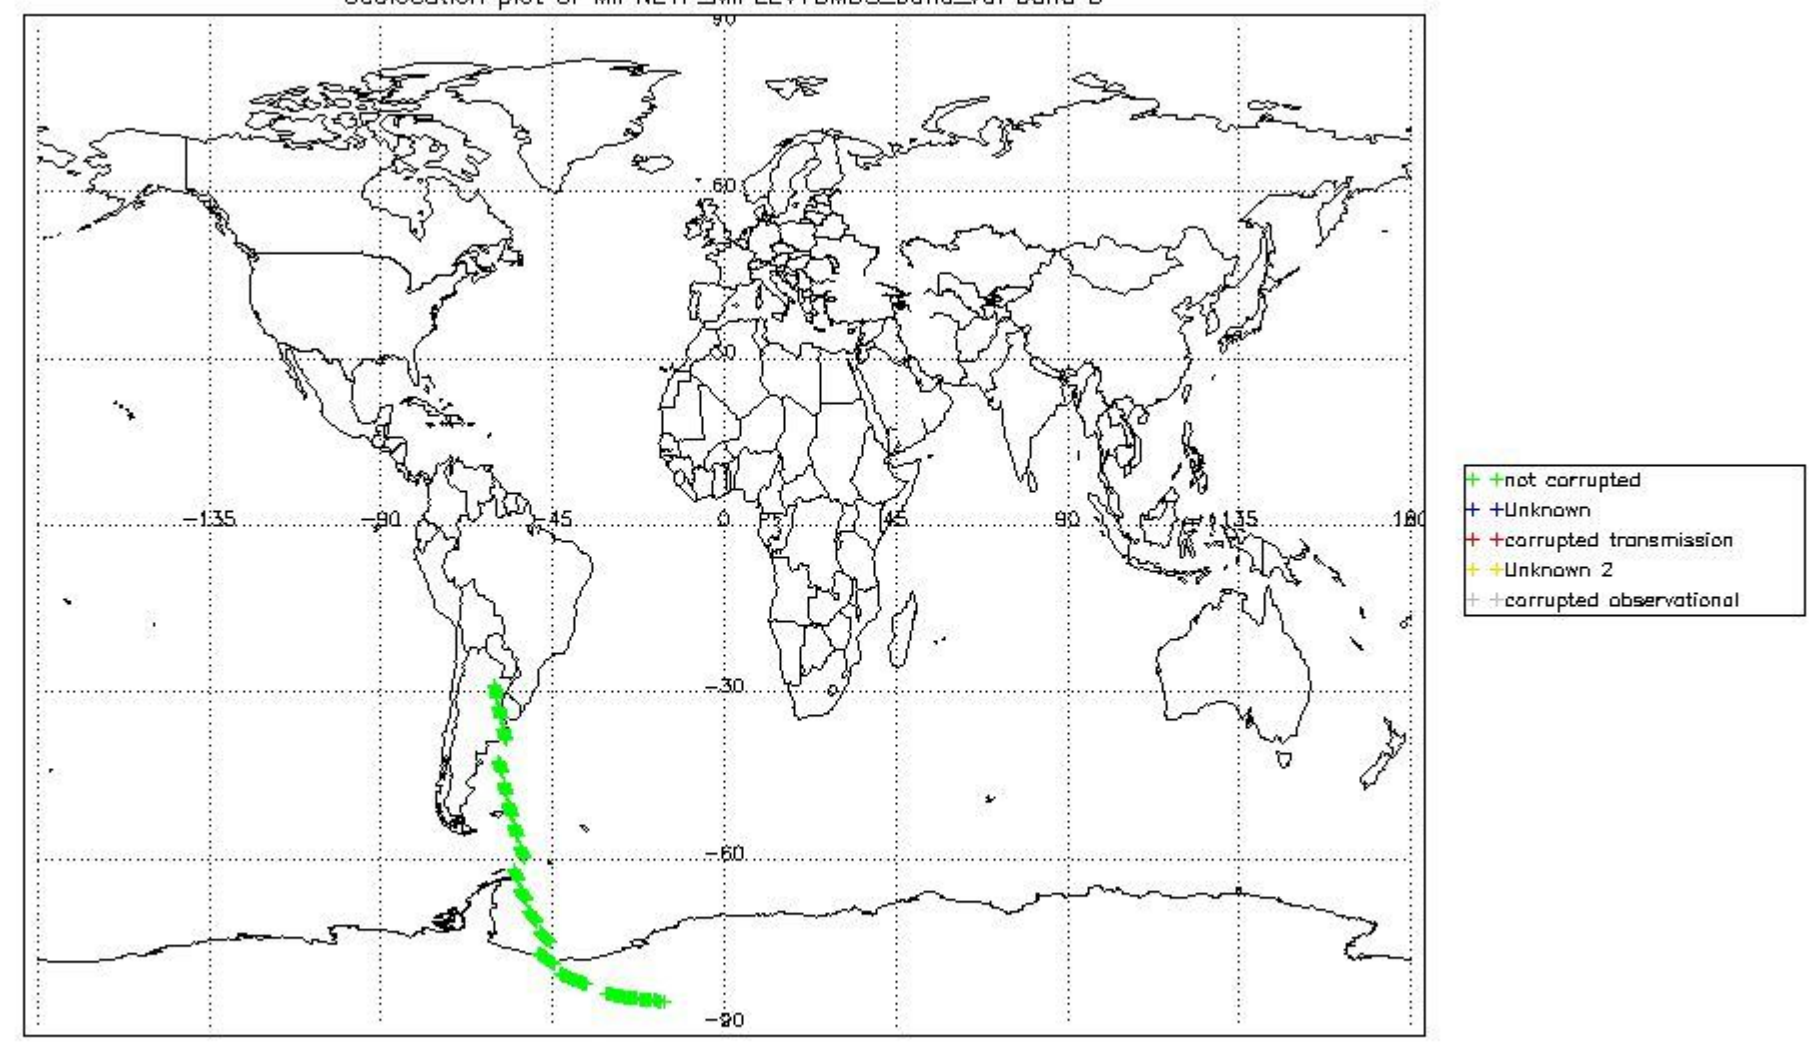 90
60
-135 -90 -45 0 45 90 135 180
-30
-60
-90
+ +not corrupted
+ +Unknown
+ +corrupted transmission
+ +Unknown 2
+ +corrupted observational